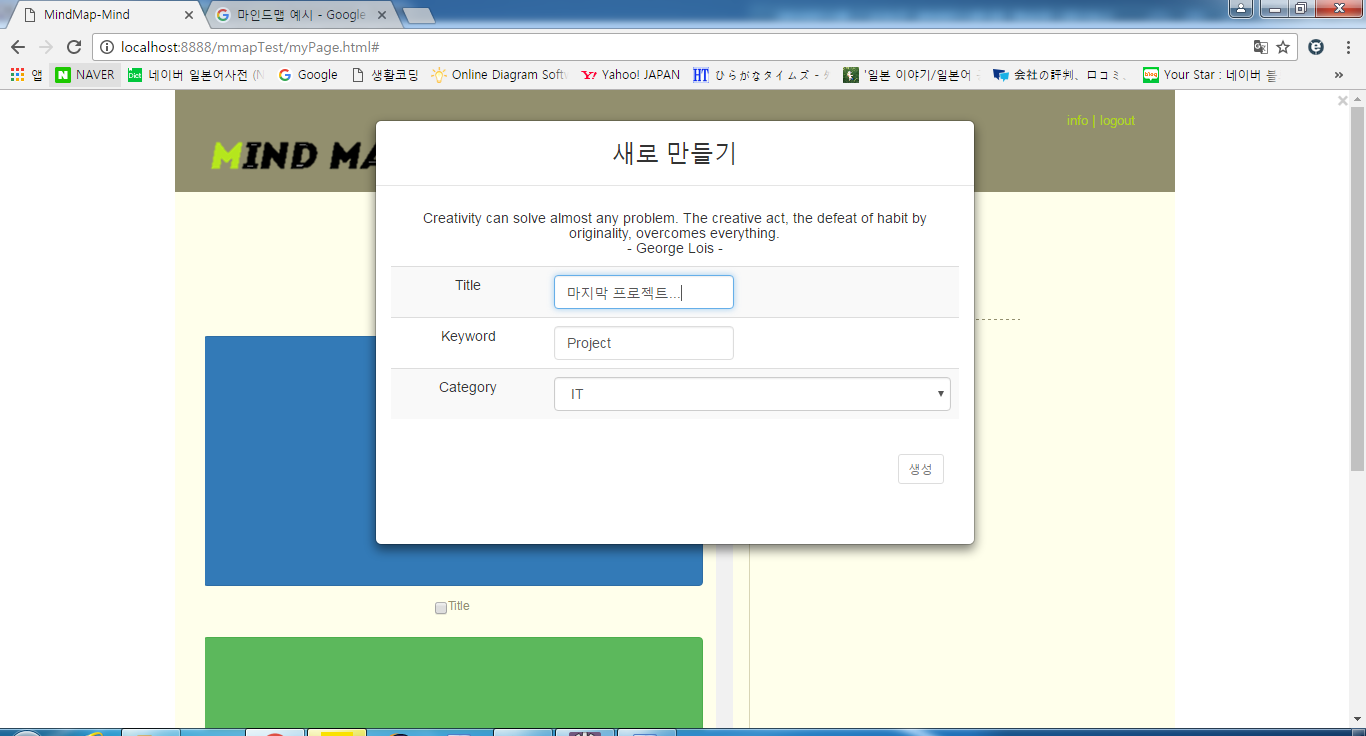 MindMap-Mind
마인드맵 예시 - Google
localhost:8888/mmapTest/myPage.html#
앱
NAVER
네이버 일본어사전 (N
Google
생활코딩
Online Diagram Soft
Yahoo! JAPAN
ひらがなタイムズ -
'일본 이야기/일본어
会社の評判、口コミ、
Your Star : 네이버 블
info | logout
MIND MA
새로 만들기
Creativity can solve almost any problem. The creative act, the defeat of habit by
originality, overcomes everything.
- George Lois -
Title
마지막 프로젝트...
Keyword
Project
Category
IT
생성
Title